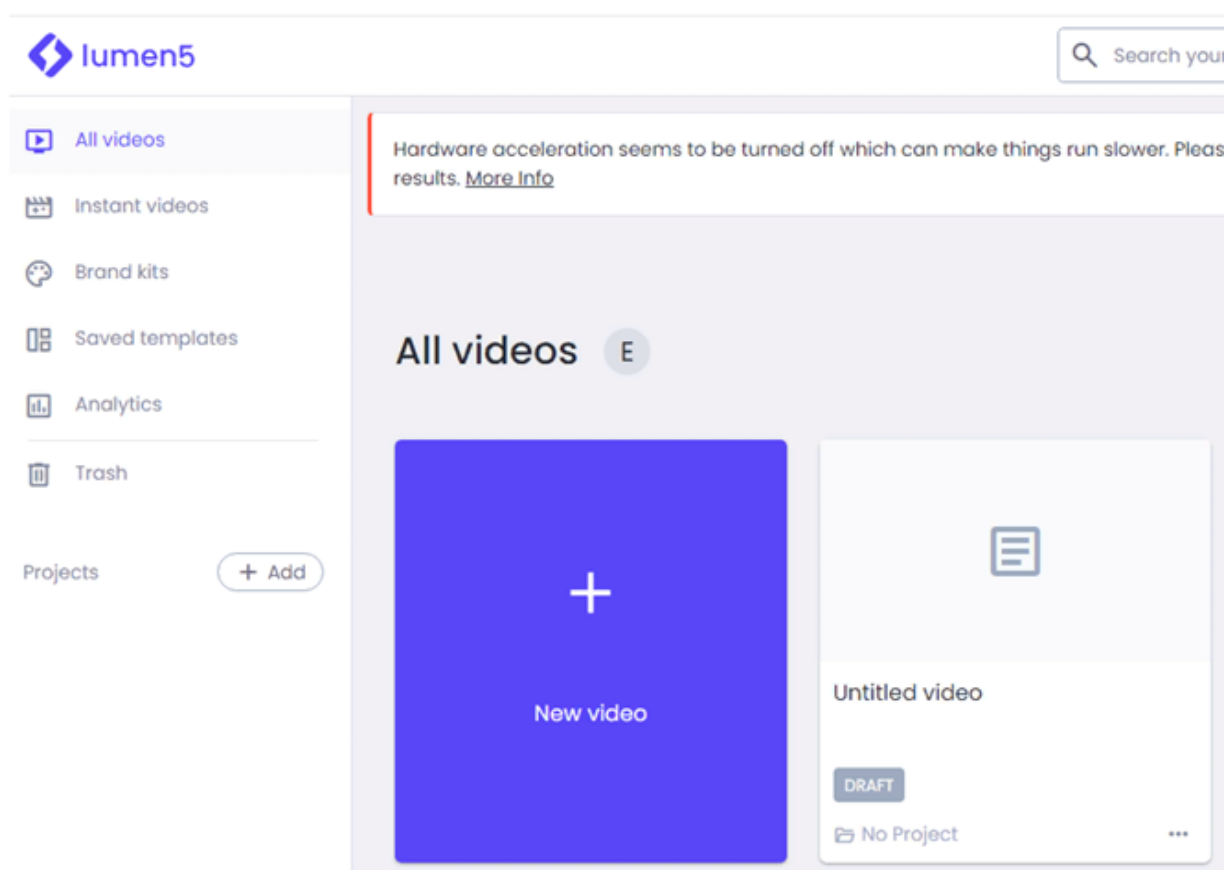 lumen5
Search your
All videos
Instant videos
Brand kits
Saved templates
Analytics
Trash
Projects
+ Add
Hardware acceleration seems to be turned off which can make things run slower. Pleas
results. More Info
All videos E
New video
Untitled video
DRAFT
No Project